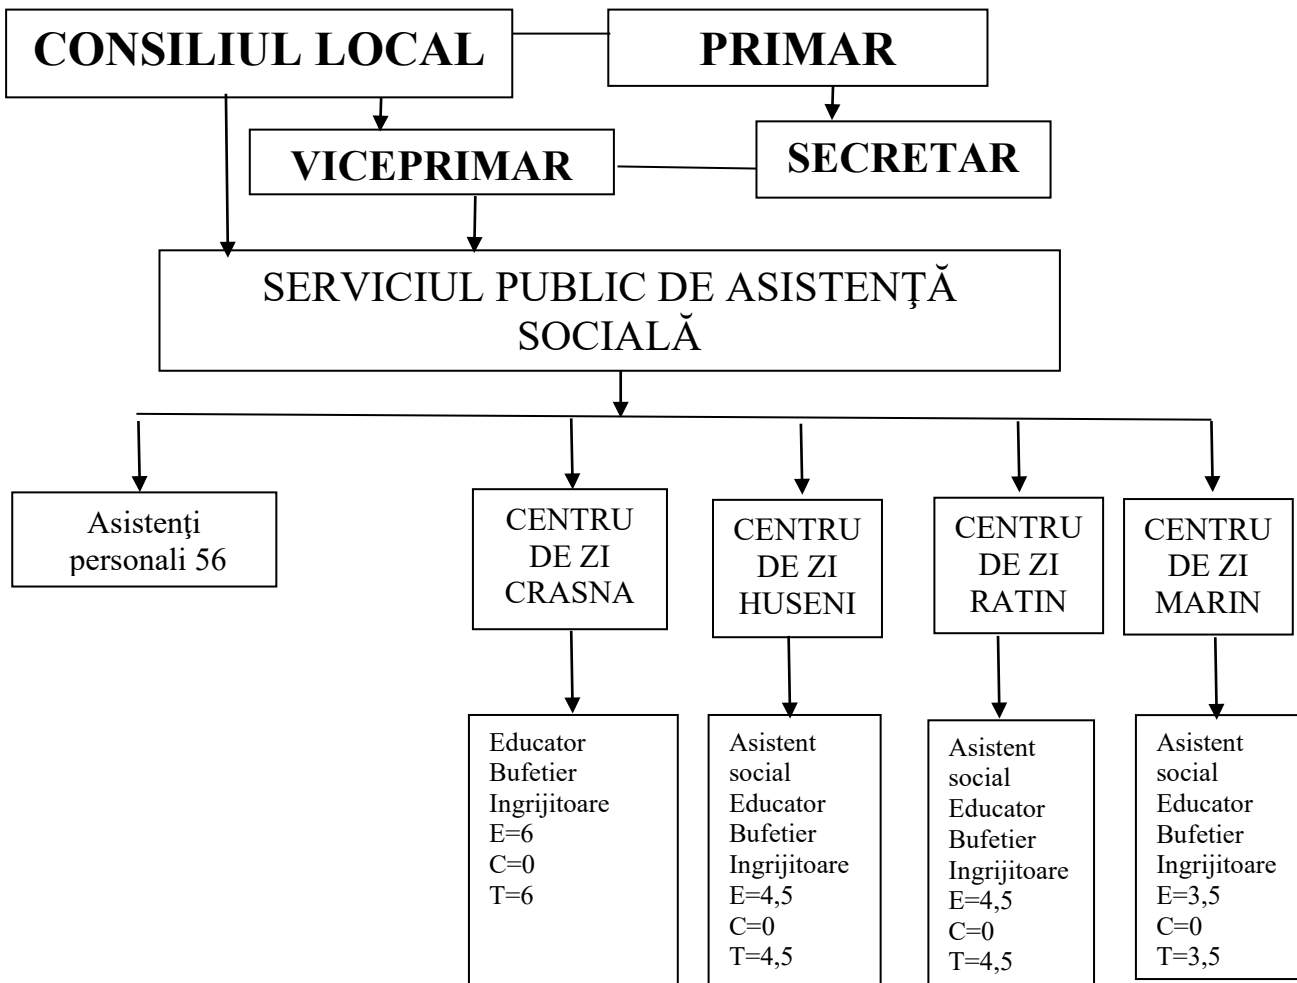 CONSILIUL LOCAL
PRIMAR
VICEPRIMAR
SECRETAR
SERVICIUL PUBLIC DE ASISTENŢĂ
SOCIALĂ
Asistenţi
personali 56
CENTRU
DE ZI
CRASNA
CENTRU
DE ZI
HUSENI
CENTRU
DE ZI
RATIN
CENTRU
DE ZI
MARIN
Educator
Bufetier
Ingrijitoare
E=6
C=0
T=6
Asistent
social
Educator
Bufetier
Ingrijitoare
E=4,5
C=0
T=4,5
Asistent
social
Educator
Bufetier
Ingrijitoare
E=4,5
C=0
T=4,5
Asistent
social
Educator
Bufetier
Ingrijitoare
E=3,5
C=0
T=3,5